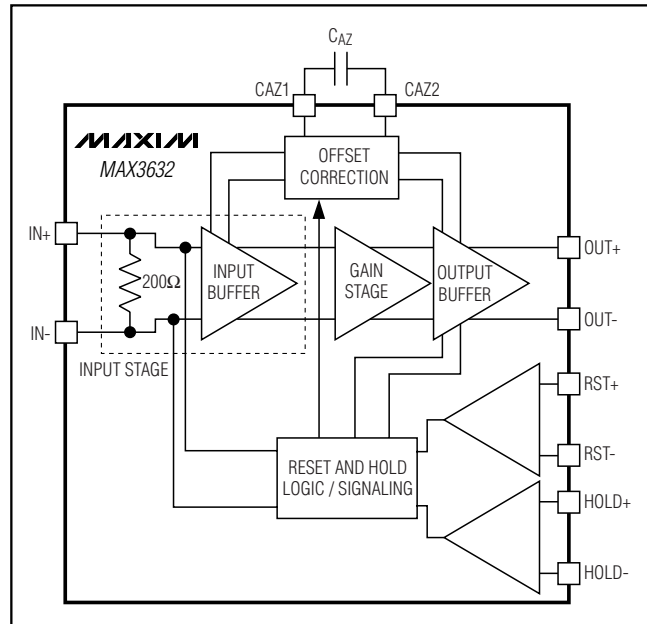 CAZ
CAZ1
CAZ2
MAXIM
MAX3632
OFFSET
CORRECTION
IN+
OUT+
200Ω
INPUT
BUFFER
GAIN
STAGE
OUTPUT
BUFFER
IN-
OUT-
INPUT STAGE
RST+
RESET AND HOLD
LOGIC / SIGNALING
RST-
HOLD+
HOLD-